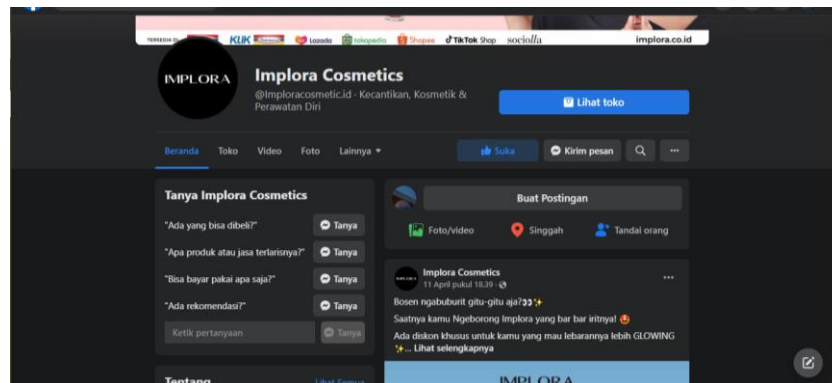 TERSEDIA DI
KLIK
Lazada
tokopedia
Shopee
TikTok Shop
sociolla
implora.co.id
IMPLORA
Implora Cosmetics
@Imploracosmetic.id · Kecantikan, Kosmetik &
Perawatan Diri
Lihat toko
Beranda Toko Video Foto Lainnya
Suka
Kirim pesan
Tanya Implora Cosmetics
"Ada yang bisa dibeli?" Tanya
"Apa produk atau jasa terlarisnya?" Tanya
"Bisa bayar pakai apa saja?" Tanya
"Ada rekomendasi?" Tanya
Ketik pertanyaan Tanya
Tentang Lihat Semua
Buat Postingan
Foto/video Singgah Tandai orang
Implora Cosmetics
11 April pukul 18.39 ·
Bosen ngabuburit gitu-gitu aja?
Saatnya kamu Ngeborong Implora yang bar bar iritnya!
Ada diskon khusus untuk kamu yang mau lebarannya lebih GLOWING
... Lihat selengkapnya
IMPLORA